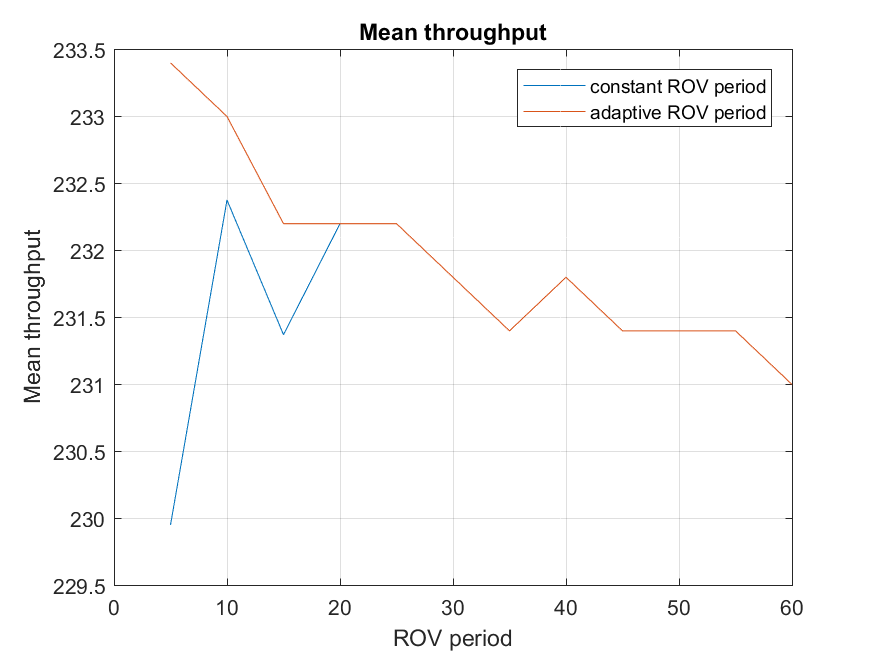 Mean throughput
233.5
233
232.5
232
231.5
231
230.5
230
229.5
Mean throughput
constant ROV period
adaptive ROV period
0 10 20 30 40 50 60
ROV period